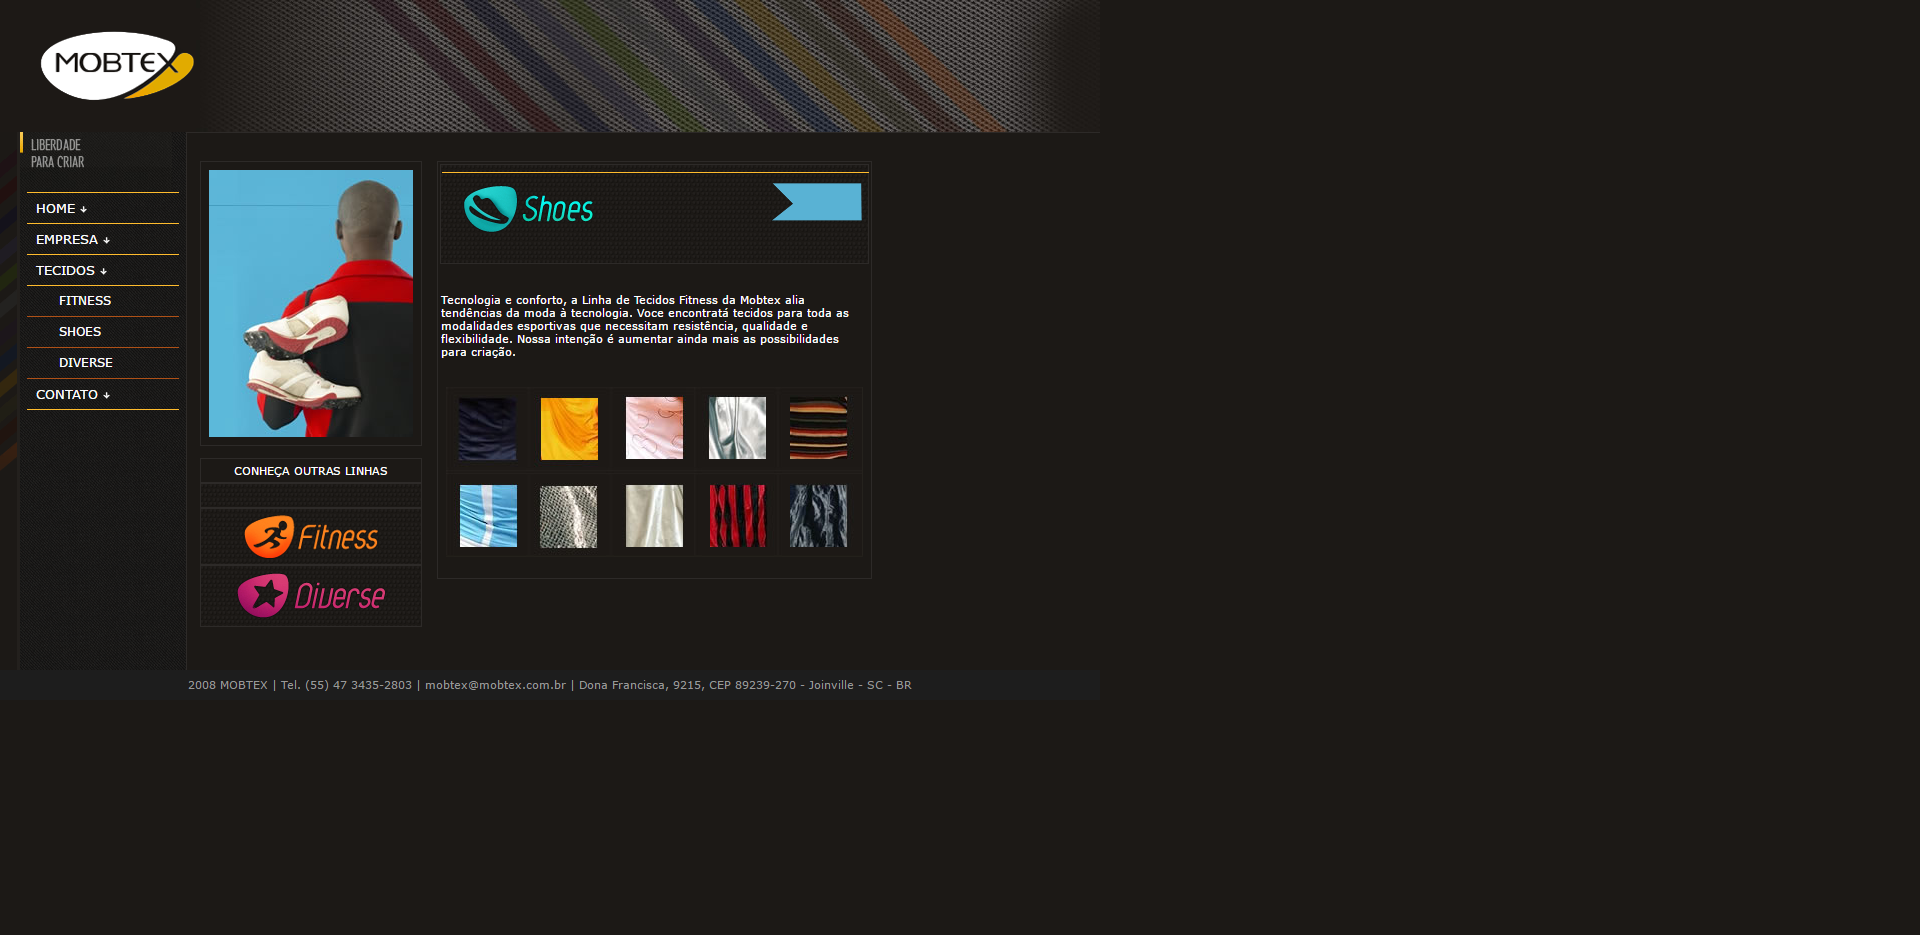 MOBTEX
LIBERDADE
PARA CRIAR
HOME
EMPRESA
TECIDOS
FITNESS
SHOES
DIVERSE
CONTATO
CONHEÇA OUTRAS LINHAS
Fitness
Diverse
Shoes
Tecnologia e conforto, a Linha de Tecidos Fitness da Mobtex alia
tendências da moda à tecnologia. Voce encontratá tecidos para toda as
modalidades esportivas que necessitam resistência, qualidade e
flexibilidade. Nossa intenção é aumentar ainda mais as possibilidades
para criação.
2008 MOBTEX | Tel. (55) 47 3435-2803 | mobtex@mobtex.com.br | Dona Francisca, 9215, CEP 89239-270 - Joinville - SC - BR